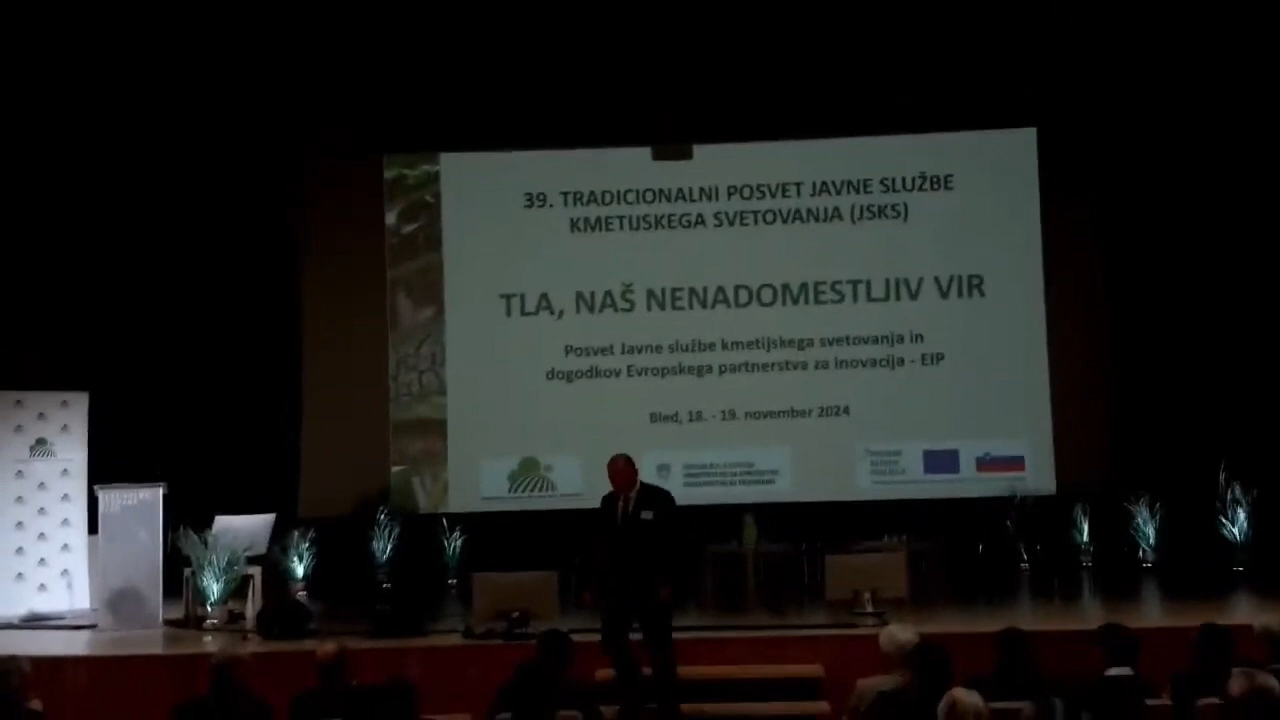 39. TRADICIONALNI POSVET JAVNE SLUŽBE
KMETIJSKEGA SVETOVANJA (JSKS)
TLA, NAŠ NENADOMESTLJIV VIR
Posvet Javne službe kmetijskega svetovanja in
dogodkov Evropskega partnerstva za inovacija - EIP
Bled, 18. - 19. november 2024